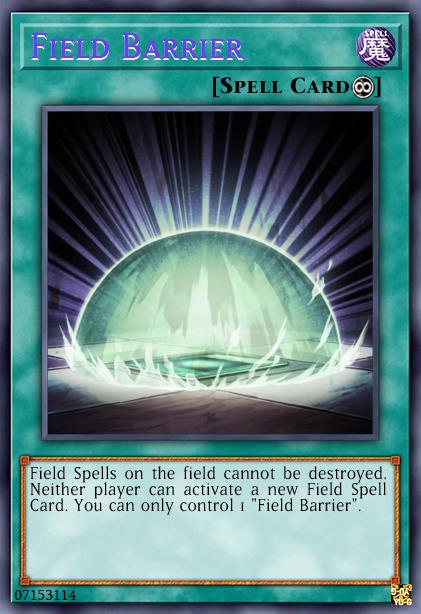 Field Barrier
SPELL
魔
[Spell Card]
Field Spells on the field cannot be destroyed.
Neither player can activate a new Field Spell
Card. You can only control 1 "Field Barrier".
07153114